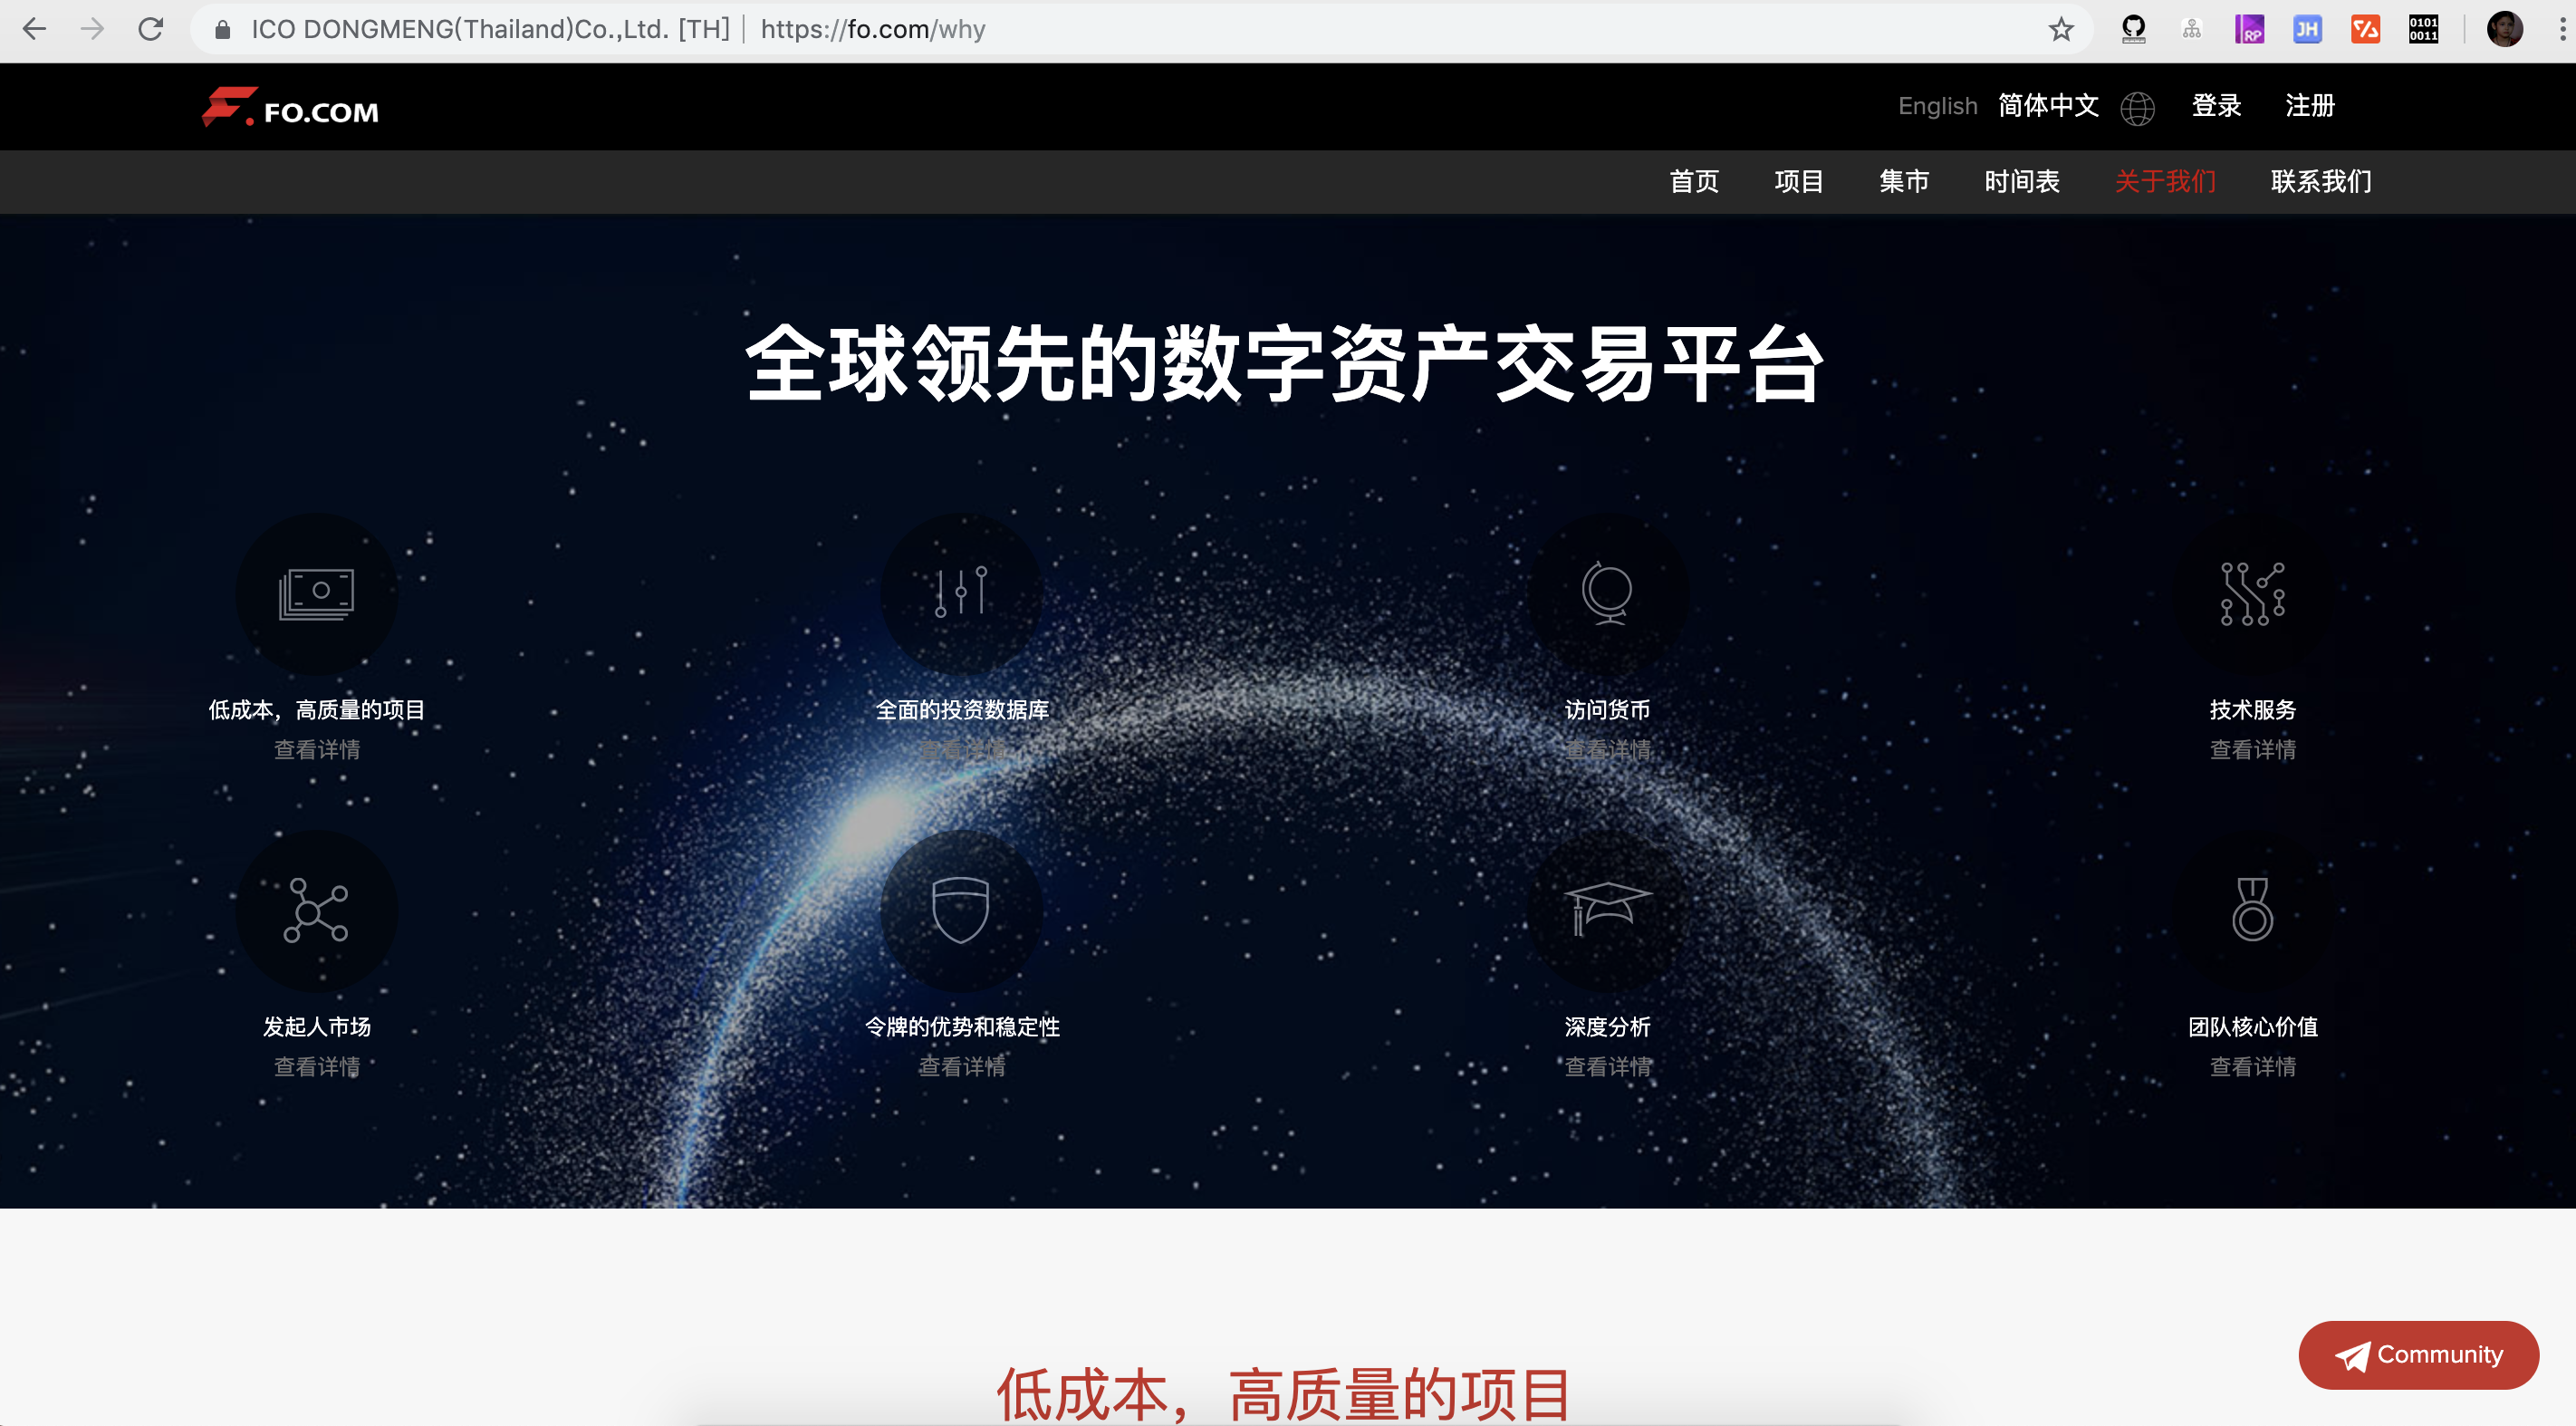 ICO DONGMENG(Thailand)Co.,Ltd. [TH] https://fo.com/why
RP
JH
0101
0011
FO.COM
English 简体中文 登录 注册
首页 项目 集市 时间表 关于我们 联系我们
全球领先的数字资产交易平台
低成本，高质量的项目 全面的投资数据库 访问货币 技术服务
查看详情 查看详情 查看详情 查看详情
发起人市场 令牌的优势和稳定性 深度分析 团队核心价值
查看详情 查看详情 查看详情 查看详情
低成本，高质量的项目
Community